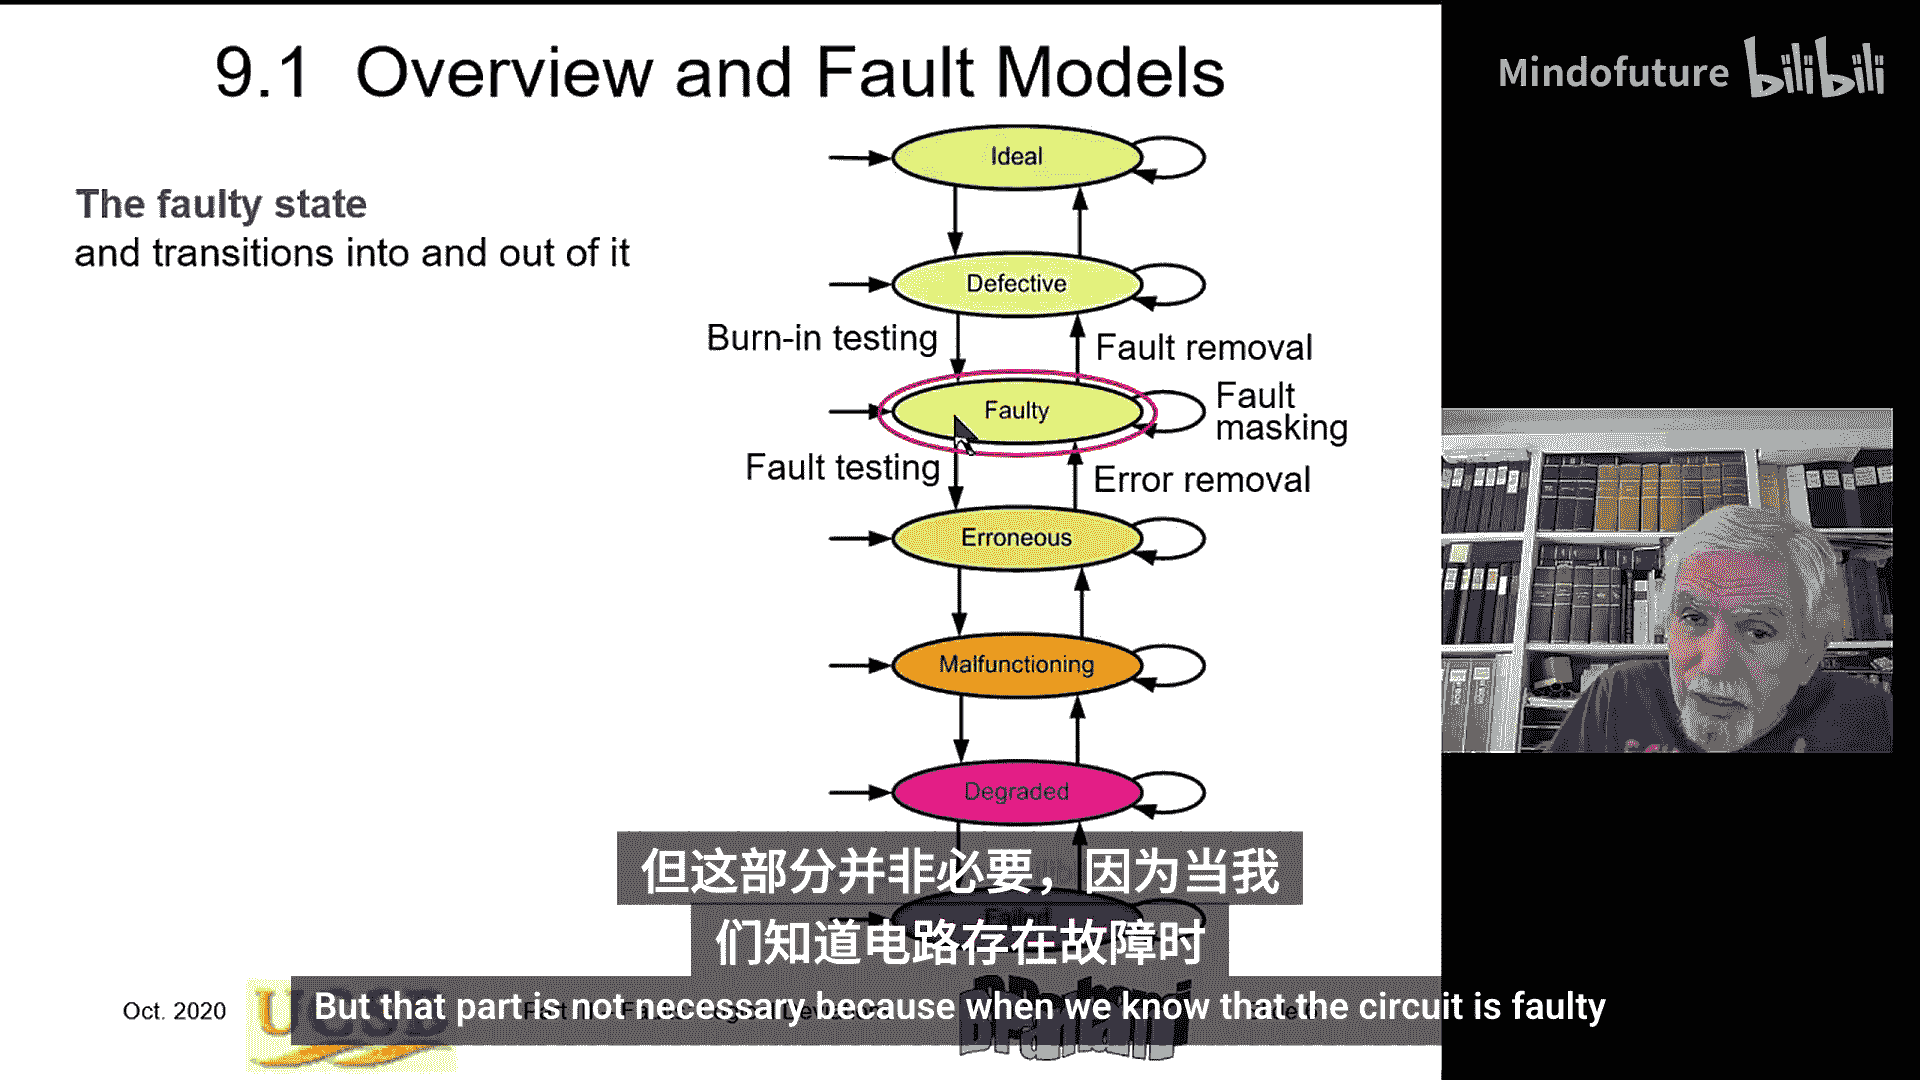 9.1 Overview and Fault Models
Mindofuture bilibili
The faulty state
and transitions into and out of it
Ideal
Defective
Burn-in testing
Fault removal
Faulty
Fault
masking
Fault testing
Error removal
Erroneous
Malfunctioning
Degraded
但这部分并非必要，因为当我
Failed
们知道电路存在故障时
But that part is not necessary because when we know that the circuit is faulty
Oct. 2020
UCSB